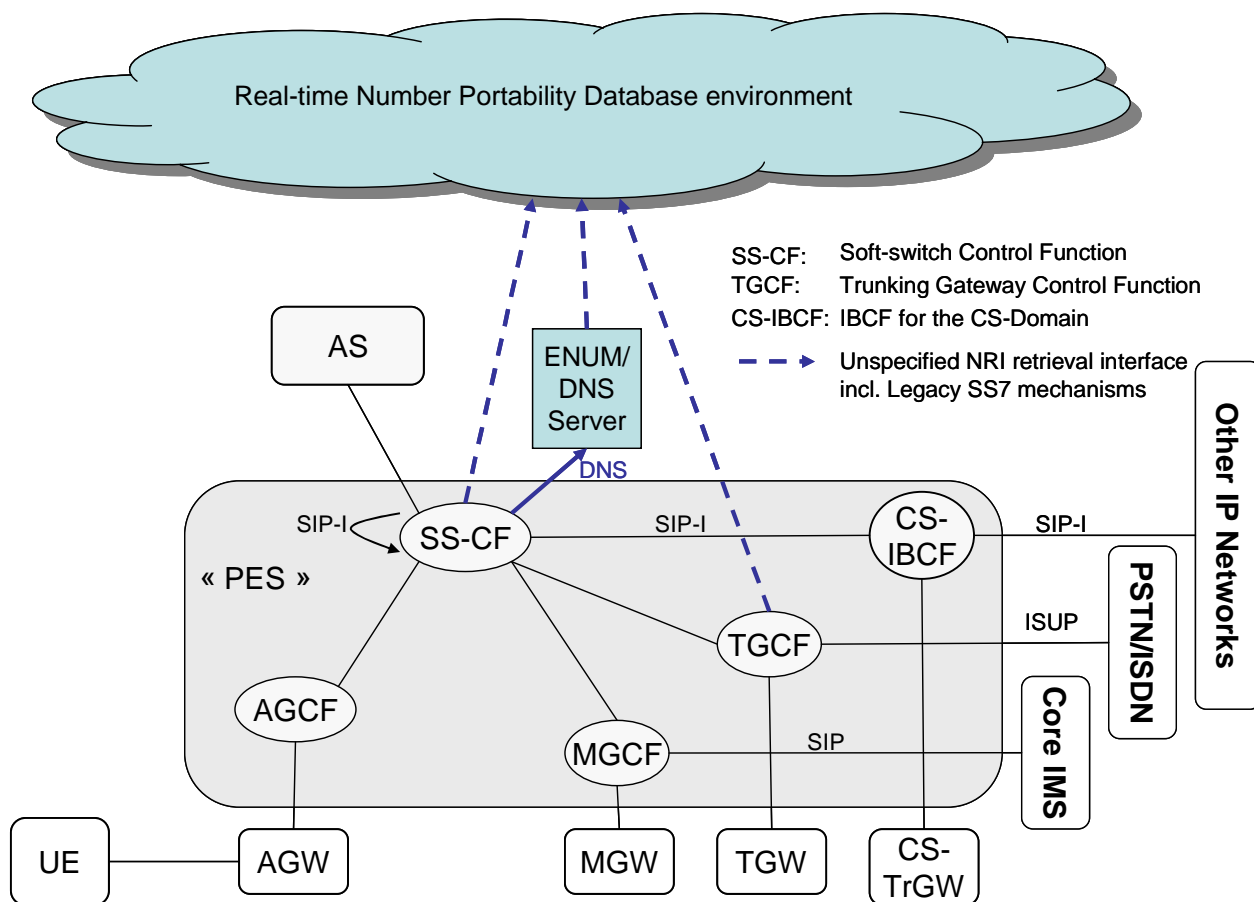 Real-time Number Portability Database environment
SS-CF: Soft-switch Control Function
TGCF: Trunking Gateway Control Function
CS-IBCF: IBCF for the CS-Domain
Unspecified NRI retrieval interface
incl. Legacy SS7 mechanisms
AS
ENUM/
DNS
Server
DNS
Other IP Networks
SIP-I
SS-CF
SIP-I
CS-
IBCF
SIP-I
« PES »
PSTN/ISDN
TGCF
ISUP
AGCF
MGCF
SIP
Core IMS
UE
AGW
MGW
TGW
CS-
TrGW